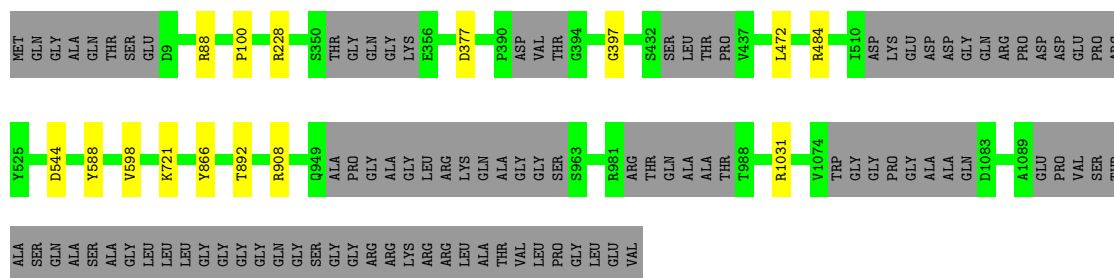 MET GLN GLY ALA GLN THR SER GLU D9 R88 P100 R228 S350 THR GLY GLN GLY LYS E356 D377 P390 ASP VAL THR G394 G397 S432 SER LEU THR PRO V437 L472 R484 I510 ASP LYS GLU ASP ASP GLY GLN ARG PRO ASP ASP GLU PRO ARG
Y525 D544 Y588 V598 K721 Y866 T892 R908 Q949 ALA PRO GLY ALA GLY LEU ARG LYS GLN ALA GLY GLY SER S963 R981 ARG THR GLN ALA ALA THR T988 R1031 V1074 TRP GLY GLY PRO GLY ALA ALA GLN D1083 A1089 GLU PRO VAL SER THR
ALA SER GLN ALA SER ALA GLY LEU LEU LEU GLY GLY GLY GLY GLY GLN GLY SER GLY GLY ARG ARG LYS ARG ARG LEU ALA THR VAL LEU PRO GLY LEU GLU VAL